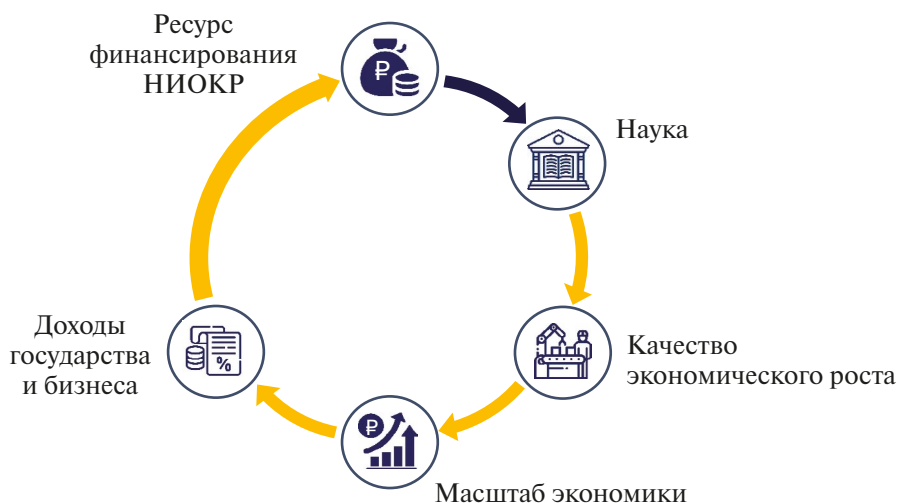 Ресурс
финансирования
НИОКР
₽
Наука
Качество
экономического роста
₽
Масштаб экономики
Доходы
государства
и бизнеса
%